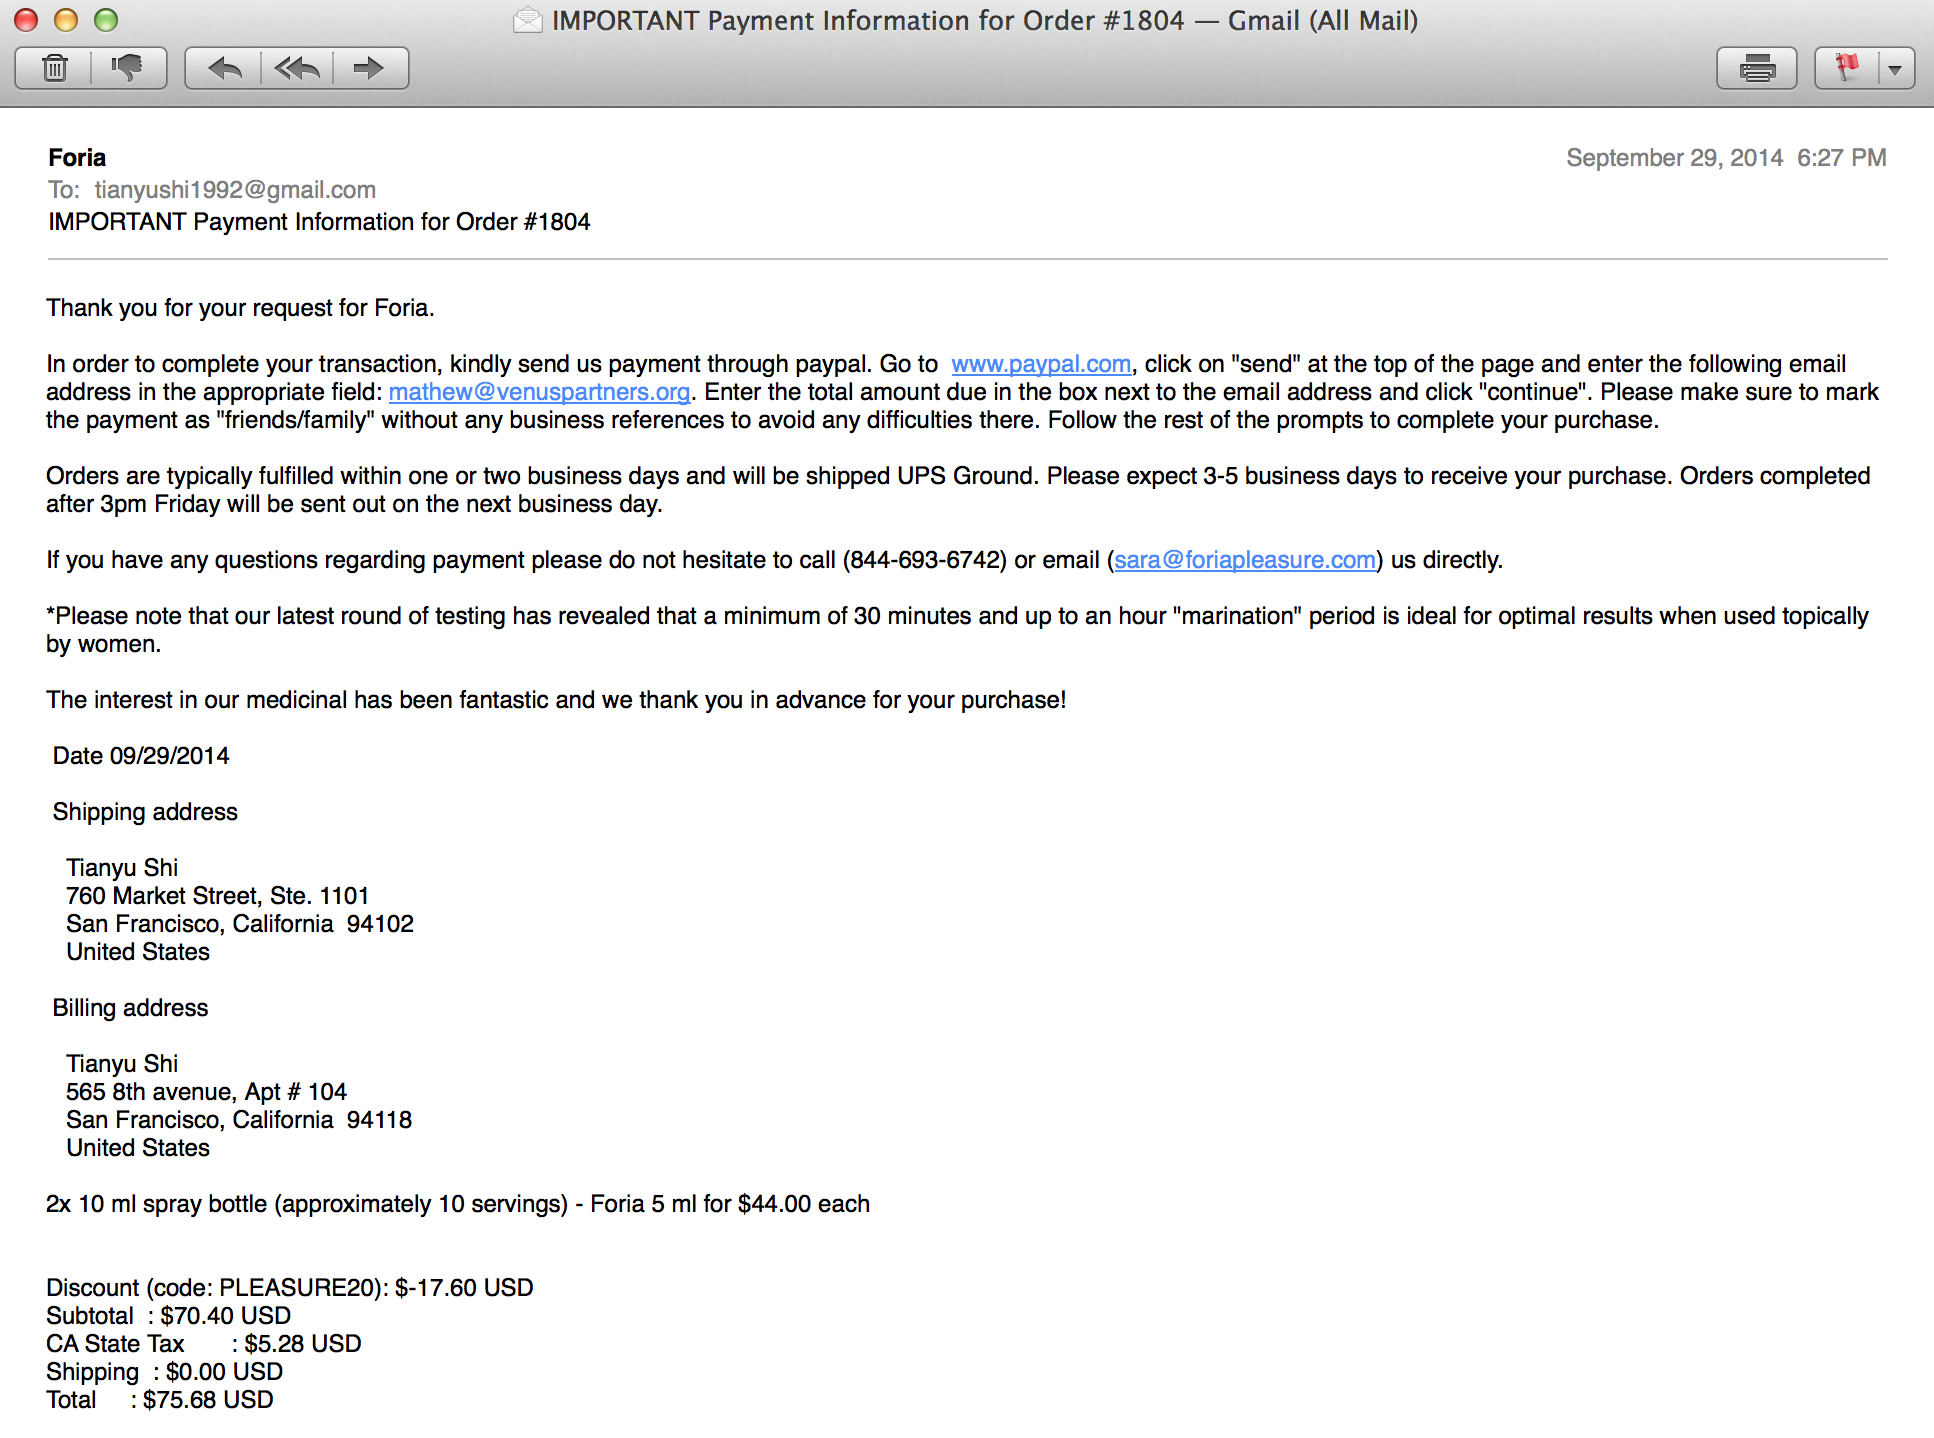 IMPORTANT Payment Information for Order #1804 — Gmail (All Mail)
Foria
September 29, 2014 6:27 PM
To: tianyushi1992@gmail.com
IMPORTANT Payment Information for Order #1804
Thank you for your request for Foria.
In order to complete your transaction, kindly send us payment through paypal. Go to www.paypal.com, click on "send" at the top of the page and enter the following email
address in the appropriate field: mathew@venuspartners.org. Enter the total amount due in the box next to the email address and click "continue". Please make sure to mark
the payment as "friends/family" without any business references to avoid any difficulties there. Follow the rest of the prompts to complete your purchase.
Orders are typically fulfilled within one or two business days and will be shipped UPS Ground. Please expect 3-5 business days to receive your purchase. Orders completed
after 3pm Friday will be sent out on the next business day.
If you have any questions regarding payment please do not hesitate to call (844-693-6742) or email (sara@foriapleasure.com) us directly.
*Please note that our latest round of testing has revealed that a minimum of 30 minutes and up to an hour "marination" period is ideal for optimal results when used topically
by women.
The interest in our medicinal has been fantastic and we thank you in advance for your purchase!
Date 09/29/2014
Shipping address
Tianyu Shi
760 Market Street, Ste. 1101
San Francisco, California 94102
United States
Billing address
Tianyu Shi
565 8th avenue, Apt # 104
San Francisco, California 94118
United States
2x 10 ml spray bottle (approximately 10 servings) - Foria 5 ml for $44.00 each
Discount (code: PLEASURE20): $-17.60 USD
Subtotal : $70.40 USD
CA State Tax : $5.28 USD
Shipping : $0.00 USD
Total : $75.68 USD